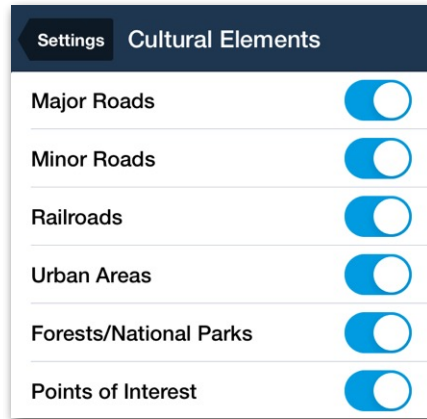 Settings Cultural Elements
Major Roads
Minor Roads
Railroads
Urban Areas
Forests/National Parks
Points of Interest